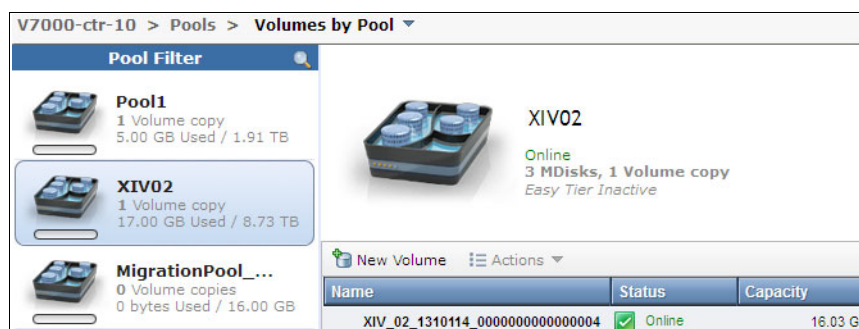 V7000-ctr-10 > Pools > Volumes by Pool
Pool Filter
Pool1
1 Volume copy
5.00 GB Used / 1.91 TB
XIV02
1 Volume copy
17.00 GB Used / 8.73 TB
MigrationPool_...
0 Volume copies
0 bytes Used / 16.00 GB
XIV02
Online
3 MDisks, 1 Volume copy
Easy Tier Inactive
New Volume Actions
Name Status Capacity
XIV_02_1310114_0000000000000004 Online 16.03 G